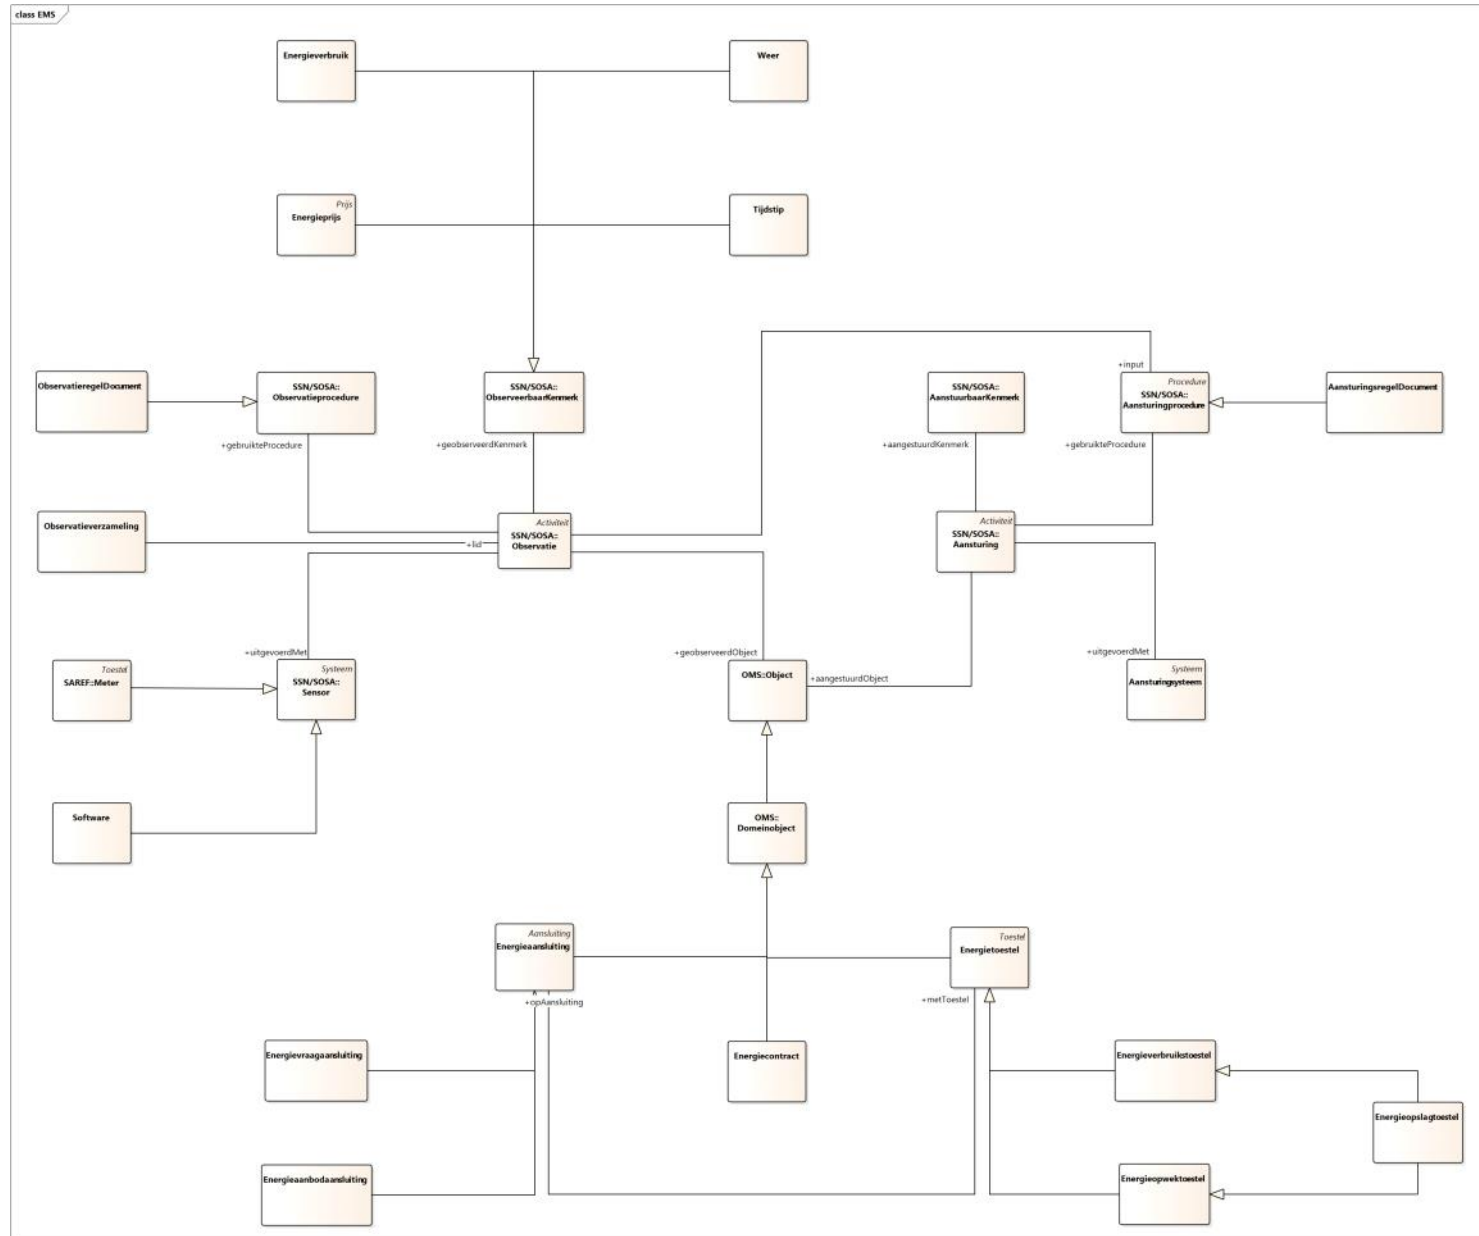 class EMS
Energieverbruik
Weer
Prijs
Energieprijs
Tijdstip
+input
ObservatieregelDocument
SSN/SOSA::
Observatieprocedure
SSN/SOSA::
ObserveerbaarKenmerk
SSN/SOSA::
AanstuurbaarKenmerk
Procedure
SSN/SOSA::
Aansturingprocedure
AansturingsregelDocument
+gebruikteProcedure
+geobserveerdKenmerk
+aangestuurdKenmerk
+gebruikteProcedure
Observatieverzameling
+lid
Activiteit
SSN/SOSA::
Observatie
Activiteit
SSN/SOSA::
Aansturing
+uitgevoerdMet
+geobserveerdObject
+uitgevoerdMet
Toestel
SAREF::Meter
Systeem
SSN/SOSA::
Sensor
OMS::Object
+aangestuurdObject
Systeem
Aansturingsysteem
Software
OMS::
Domeinobject
Aansluiting
Energieaansluiting
Toestel
Energietoestel
+opAansluiting
+metToestel
Energievraagaansluiting
Energiecontract
Energieverbruikstoestel
Energieopslagtoestel
Energieaanbodaansluiting
Energieopwektoestel